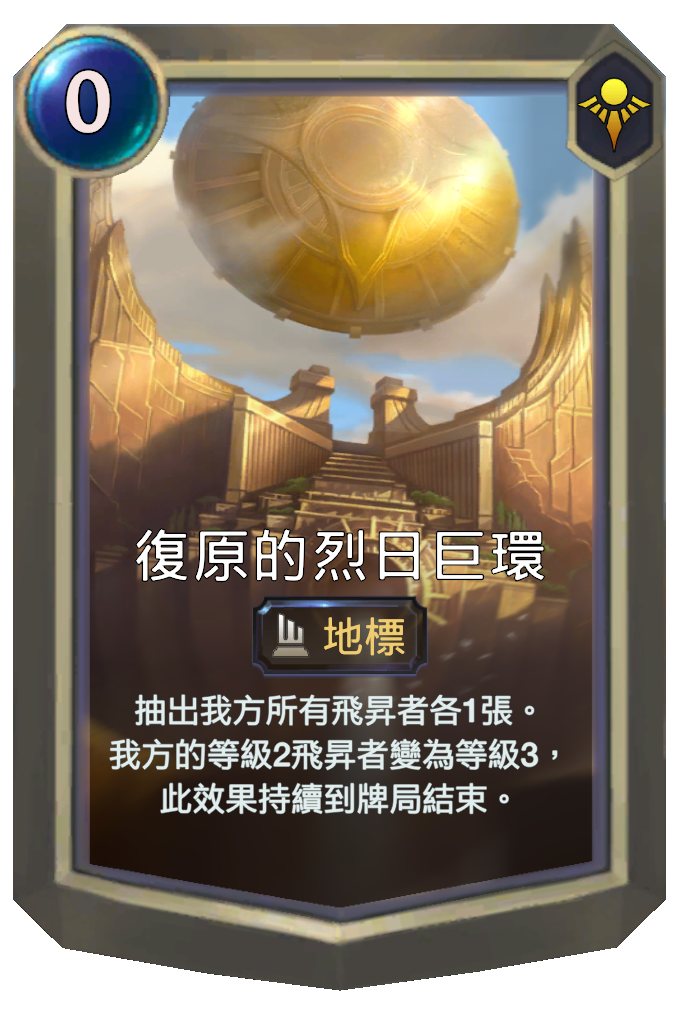 0
復原的烈日巨環
地標
抽出我方所有飛昇者各1張。
我方的等級2飛昇者變為等級3，
此效果持續到牌局結束。